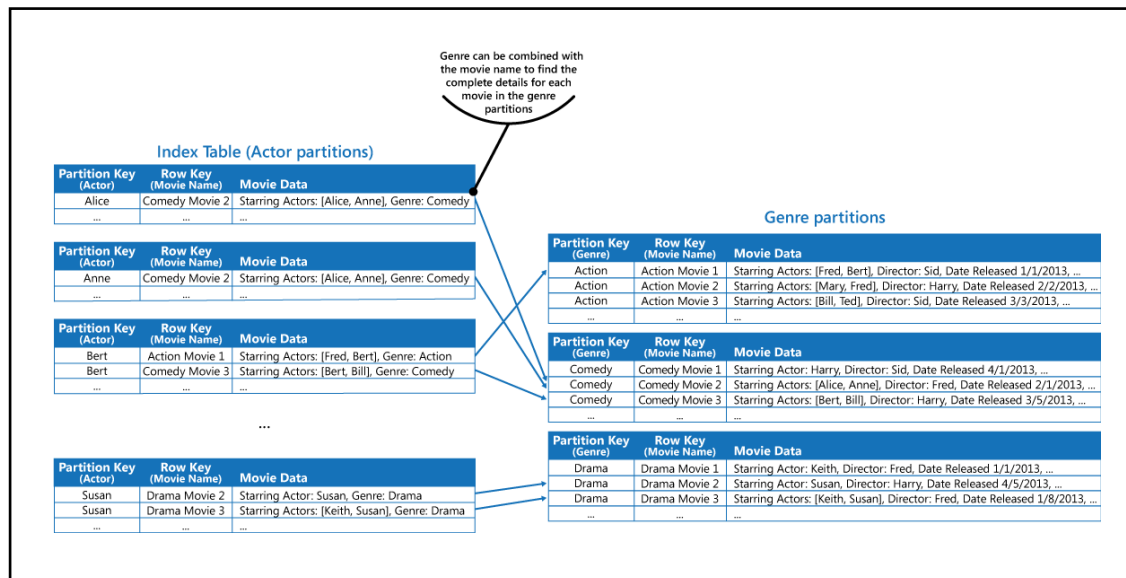 Genre can be combined with
the movie name to find the
complete details for each
movie in the genre
partitions
Index Table (Actor partitions)
Partition Key Row Key Movie Data
(Actor) (Movie Name)
Alice Comedy Movie 2 Starring Actors: [Alice, Anne], Genre: Comedy
... ... ...
Partition Key Row Key Movie Data
(Actor) (Movie Name)
Anne Comedy Movie 2 Starring Actors: [Alice, Anne], Genre: Comedy
... ... ...
Partition Key Row Key Movie Data
(Actor) (Movie Name)
Bert Action Movie 1 Starring Actors: [Fred, Bert], Genre: Action
Bert Comedy Movie 3 Starring Actors: [Bert, Bill], Genre: Comedy
... ... ...
...
Partition Key Row Key Movie Data
(Actor) (Movie Name)
Susan Drama Movie 2 Starring Actor: Susan, Genre: Drama
Susan Drama Movie 3 Starring Actors: [Keith, Susan], Genre: Drama
... ... ...
Genre partitions
Partition Key Row Key Movie Data
(Genre) (Movie Name)
Action Action Movie 1 Starring Actors: [Fred, Bert], Director: Sid, Date Released 1/1/2013, ...
Action Action Movie 2 Starring Actors: [Mary, Fred], Director: Harry, Date Released 2/2/2013, ...
Action Action Movie 3 Starring Actors: [Bill, Ted], Director: Sid, Date Released 3/3/2013, ...
... ... ...
Partition Key Row Key Movie Data
(Genre) (Movie Name)
Comedy Comedy Movie 1 Starring Actor: Harry, Director: Sid, Date Released 4/1/2013, ...
Comedy Comedy Movie 2 Starring Actors: [Alice, Anne], Director: Fred, Date Released 2/1/2013, ...
Comedy Comedy Movie 3 Starring Actors: [Bert, Bill], Director: Harry, Date Released 3/5/2013, ...
... ... ...
Partition Key Row Key Movie Data
(Genre) (Movie Name)
Drama Drama Movie 1 Starring Actor: Keith, Director: Fred, Date Released 1/1/2013, ...
Drama Drama Movie 2 Starring Actor: Susan, Director: Harry, Date Released 4/5/2013, ...
Drama Drama Movie 3 Starring Actors: [Keith, Susan], Director: Fred, Date Released 1/8/2013, ...
... ... ...